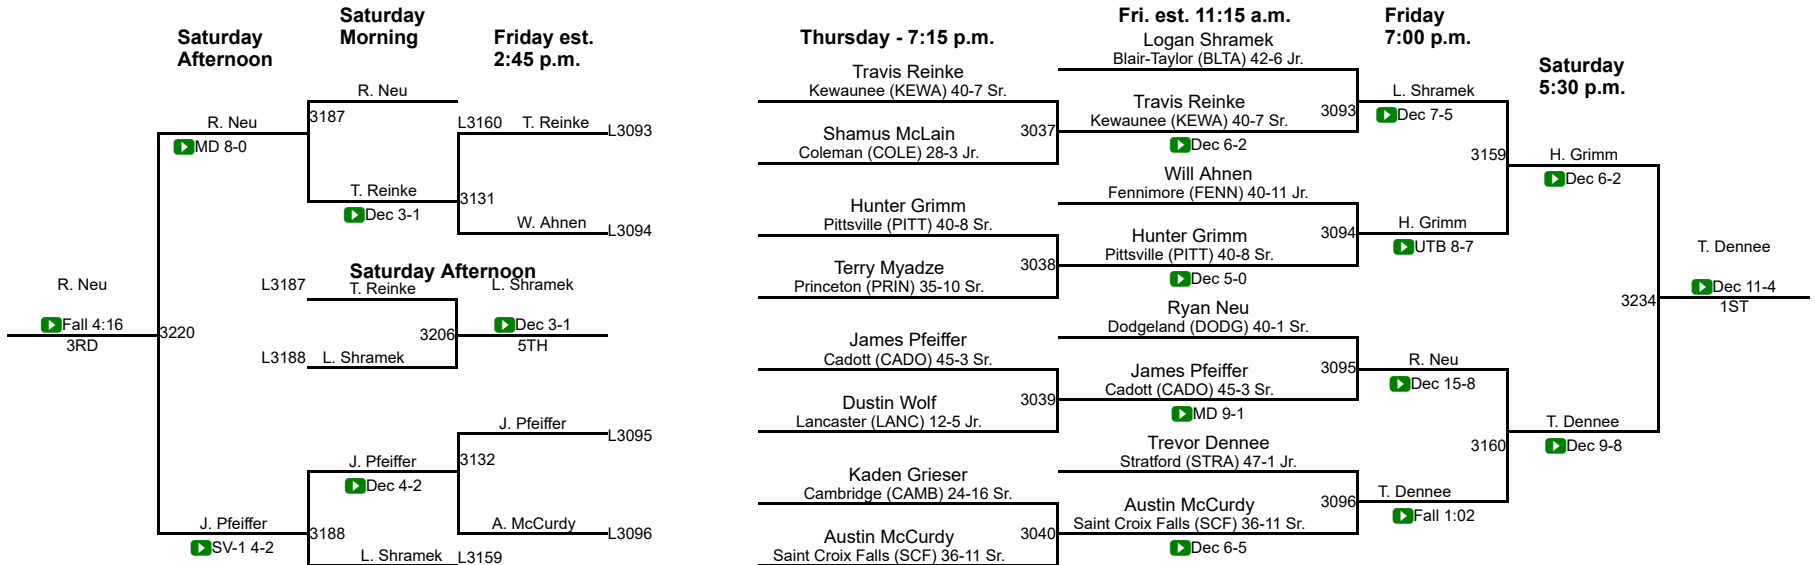 Saturday
Afternoon
Saturday
Morning
Friday est.
2:45 p.m.
R. Neu
3187
R. Neu
MD 8-0
L3160
T. Reinke
L3093
T. Reinke
Dec 3-1
3131
W. Ahnen
L3094
Saturday Afternoon
R. Neu
Fall 4:16
3RD
3220
L3187
T. Reinke
L. Shramek
3206
Dec 3-1
5TH
L3188
L. Shramek
J. Pfeiffer
L3095
J. Pfeiffer
3132
Dec 4-2
J. Pfeiffer
SV-1 4-2
3188
A. McCurdy
L3096
L. Shramek
L3159
Thursday - 7:15 p.m.
Travis Reinke
Kewaunee (KEWA) 40-7 Sr.
3037
Shamus McLain
Coleman (COLE) 28-3 Jr.
Hunter Grimm
Pittsville (PITT) 40-8 Sr.
3038
Terry Myadze
Princeton (PRIN) 35-10 Sr.
James Pfeiffer
Cadott (CADO) 45-3 Sr.
3039
Dustin Wolf
Lancaster (LANC) 12-5 Jr.
Kaden Grieser
Cambridge (CAMB) 24-16 Sr.
3040
Austin McCurdy
Saint Croix Falls (SCF) 36-11 Sr.
Fri. est. 11:15 a.m.
Logan Shramek
Blair-Taylor (BLTA) 42-6 Jr.
3093
Travis Reinke
Kewaunee (KEWA) 40-7 Sr.
Dec 6-2
Will Ahnen
Fennimore (FENN) 40-11 Jr.
3094
Hunter Grimm
Pittsville (PITT) 40-8 Sr.
Dec 5-0
Ryan Neu
Dodgeland (DODG) 40-1 Sr.
3095
James Pfeiffer
Cadott (CADO) 45-3 Sr.
MD 9-1
Trevor Dennee
Stratford (STRA) 47-1 Jr.
3096
Austin McCurdy
Saint Croix Falls (SCF) 36-11 Sr.
Dec 6-5
Friday
7:00 p.m.
L. Shramek
Dec 7-5
3159
H. Grimm
UTB 8-7
R. Neu
Dec 15-8
3160
T. Dennee
Fall 1:02
Saturday
5:30 p.m.
H. Grimm
Dec 6-2
3234
T. Dennee
Dec 9-8
T. Dennee
Dec 11-4
1ST